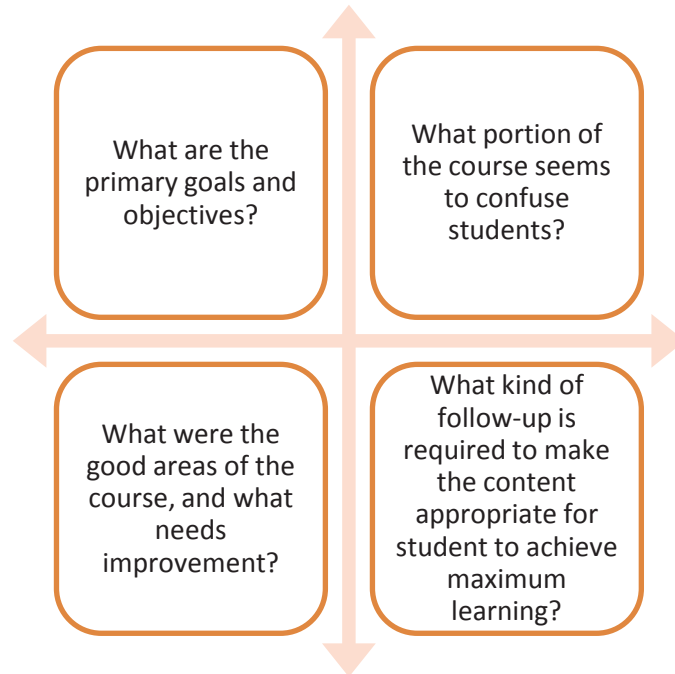 What are the
primary goals and
objectives?
What portion of
the course seems
to confuse
students?
What were the
good areas of the
course, and what
needs
improvement?
What kind of
follow-up is
required to make
the content
appropriate for
student to achieve
maximum
learning?